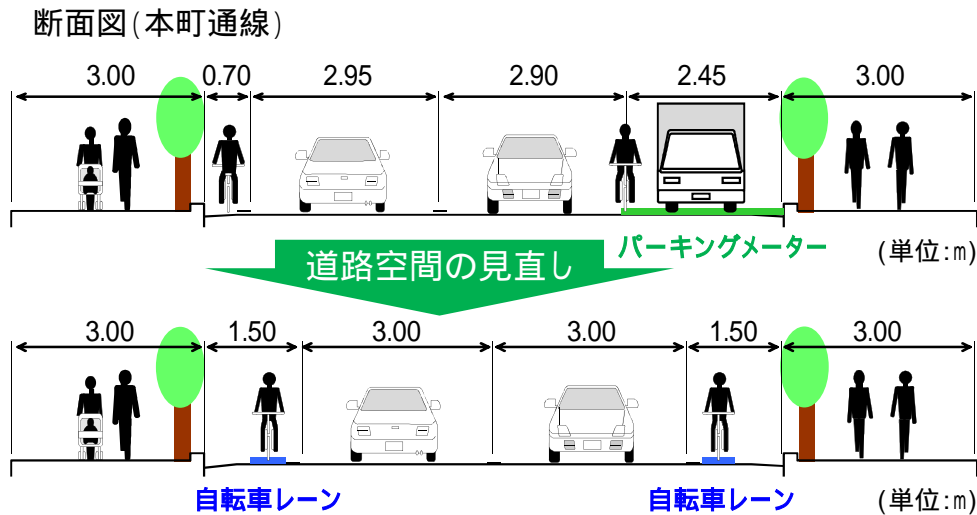 断面図(本町通線)
3.00 0.70 2.95 2.90 2.45 3.00
パーキングメーター (単位:m)
道路空間の見直し
3.00 1.50 3.00 3.00 1.50 3.00
自転車レーン 自転車レーン (単位:m)